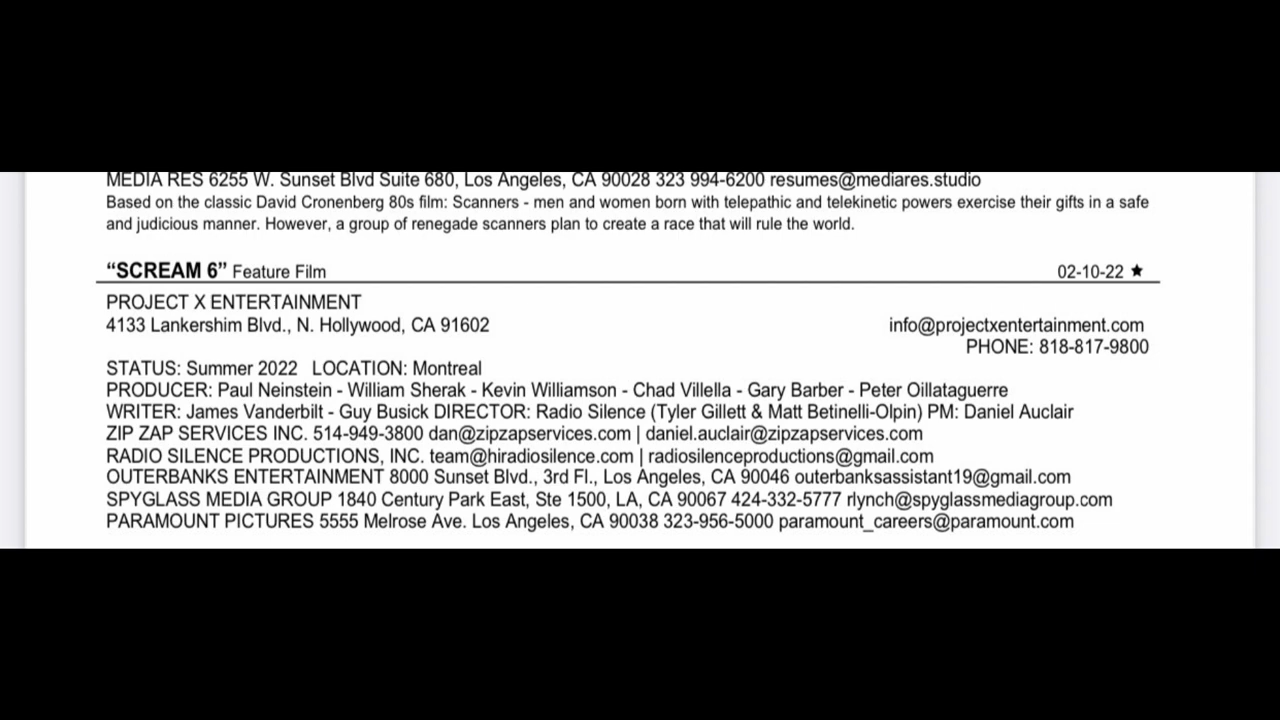 MEDIA RES 6255 W. Sunset Blvd Suite 680, Los Angeles, CA 90028 323 994-6200 resumes@mediares.studio
Based on the classic David Cronenberg 80s film: Scanners - men and women born with telepathic and telekinetic powers exercise their gifts in a safe
and judicious manner. However, a group of renegade scanners plan to create a race that will rule the world.
“SCREAM 6” Feature Film 02-10-22 ★
PROJECT X ENTERTAINMENT
4133 Lankershim Blvd., N. Hollywood, CA 91602 info@projectxentertainment.com
PHONE: 818-817-9800
STATUS: Summer 2022 LOCATION: Montreal
PRODUCER: Paul Neinstein - William Sherak - Kevin Williamson - Chad Villella - Gary Barber - Peter Oillataguerre
WRITER: James Vanderbilt - Guy Busick DIRECTOR: Radio Silence (Tyler Gillett & Matt Betinelli-Olpin) PM: Daniel Auclair
ZIP ZAP SERVICES INC. 514-949-3800 dan@zipzapservices.com | daniel.auclair@zipzapservices.com
RADIO SILENCE PRODUCTIONS, INC. team@hiradiosilence.com | radiosilenceproductions@gmail.com
OUTERBANKS ENTERTAINMENT 8000 Sunset Blvd., 3rd Fl., Los Angeles, CA 90046 outerbanksassistant19@gmail.com
SPYGLASS MEDIA GROUP 1840 Century Park East, Ste 1500, LA, CA 90067 424-332-5777 rlynch@spyglassmediagroup.com
PARAMOUNT PICTURES 5555 Melrose Ave. Los Angeles, CA 90038 323-956-5000 paramount_careers@paramount.com